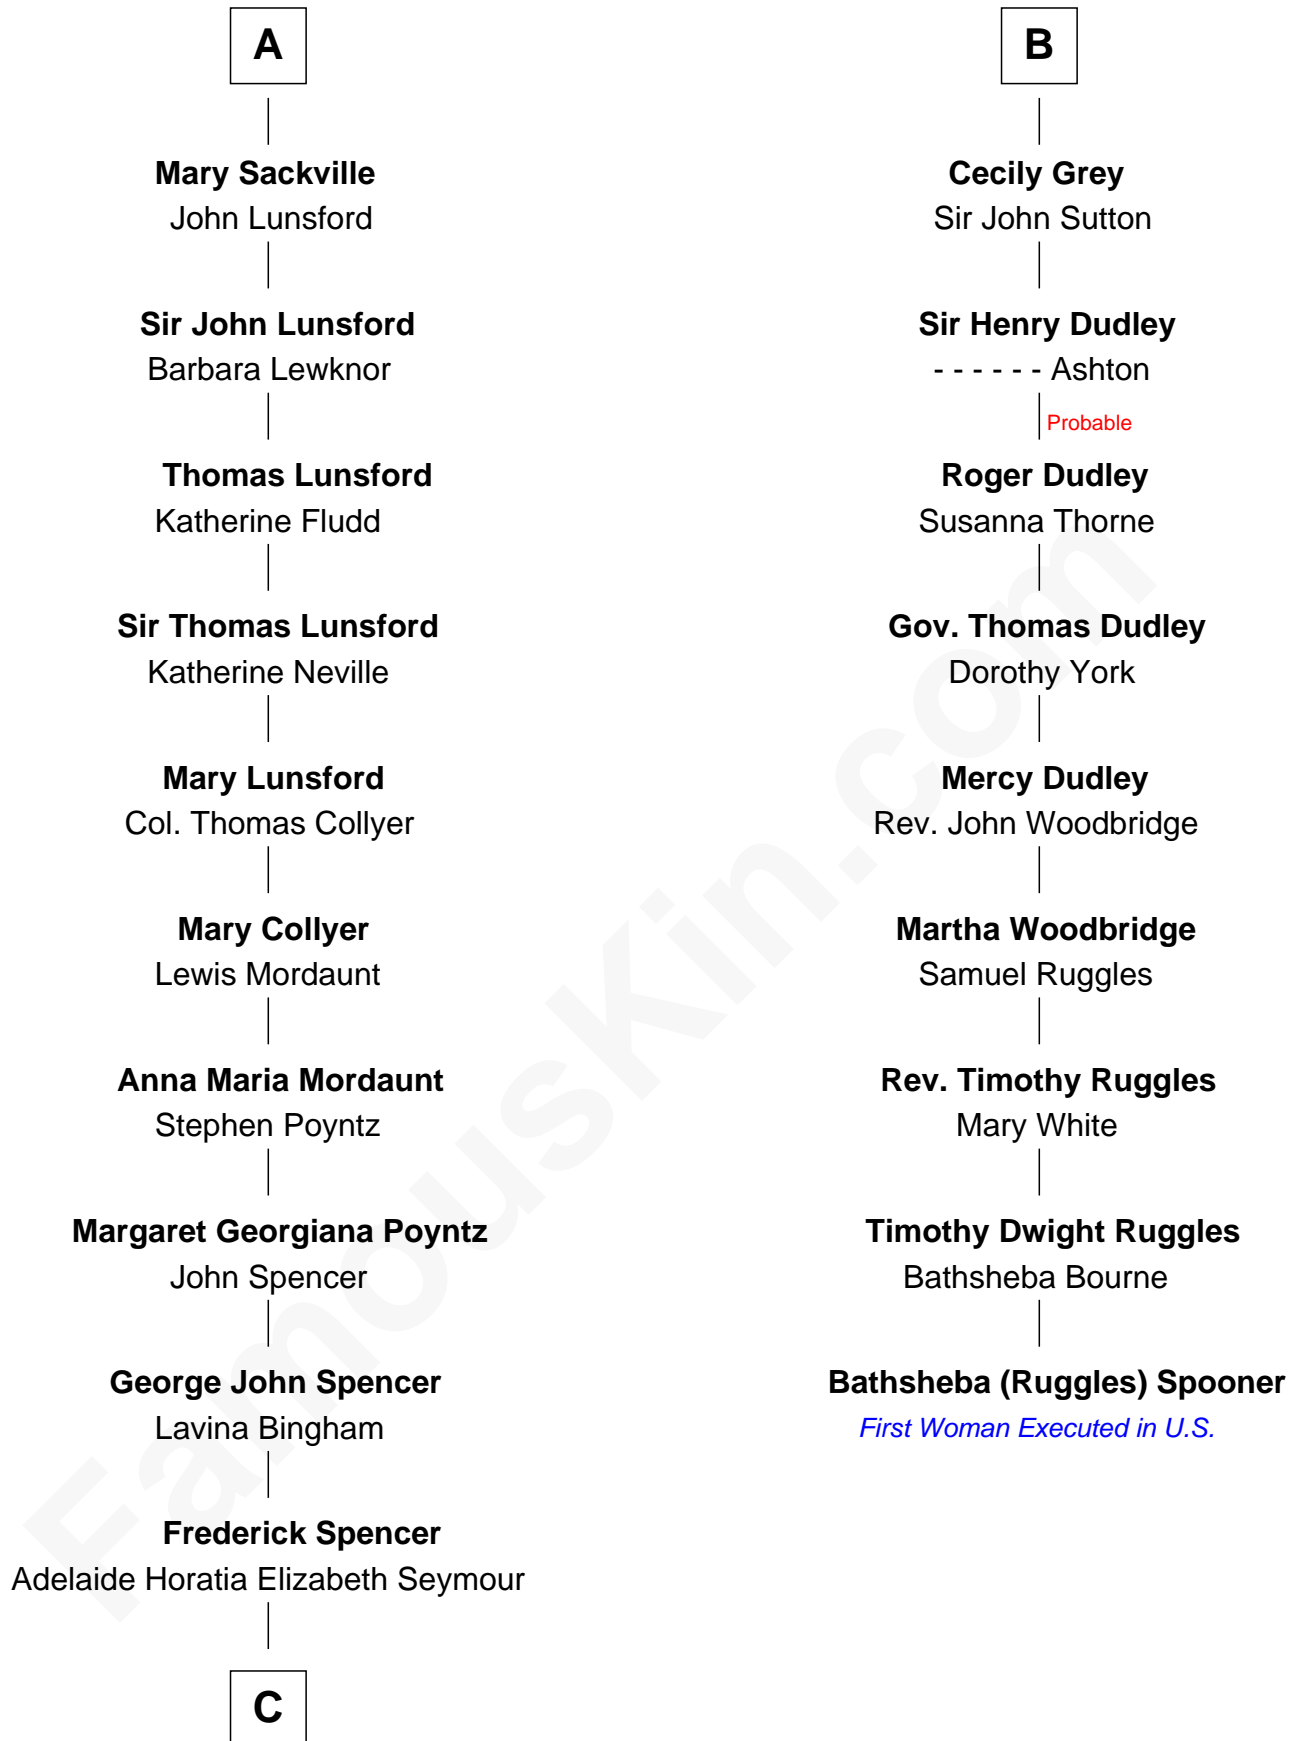 A
Mary Sackville
John Lunsford
Sir John Lunsford
Barbara Lewknor
Thomas Lunsford
Katherine Fludd
Sir Thomas Lunsford
Katherine Neville
Mary Lunsford
Col. Thomas Collyer
Mary Collyer
Lewis Mordaunt
Anna Maria Mordaunt
Stephen Poyntz
Margaret Georgiana Poyntz
John Spencer
George John Spencer
Lavina Bingham
Frederick Spencer
Adelaide Horatia Elizabeth Seymour
C
B
Cecily Grey
Sir John Sutton
Sir Henry Dudley
- - - - - - Ashton
Probable
Roger Dudley
Susanna Thorne
Gov. Thomas Dudley
Dorothy York
Mercy Dudley
Rev. John Woodbridge
Martha Woodbridge
Samuel Ruggles
Rev. Timothy Ruggles
Mary White
Timothy Dwight Ruggles
Bathsheba Bourne
Bathsheba (Ruggles) Spooner
First Woman Executed in U.S.
FamousKin.com